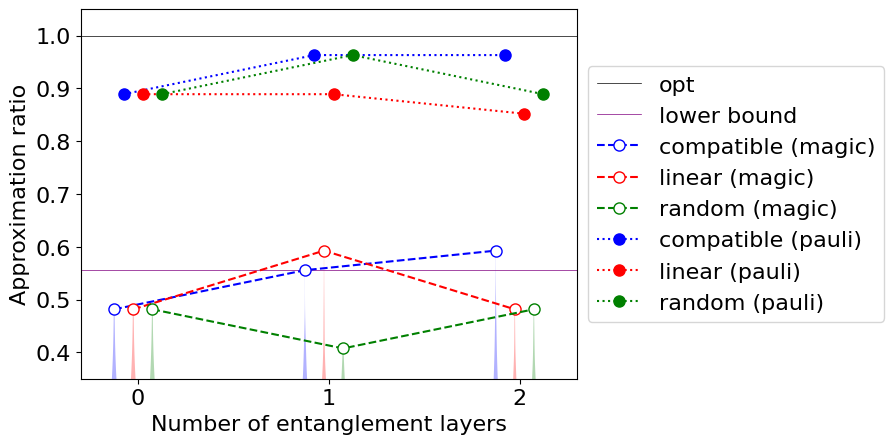 1.0
0.9
0.8
0.7
0.6
0.5
0.4
Approximation ratio
0
1
2
Number of entanglement layers
opt
lower bound
compatible (magic)
linear (magic)
random (magic)
compatible (pauli)
linear (pauli)
random (pauli)